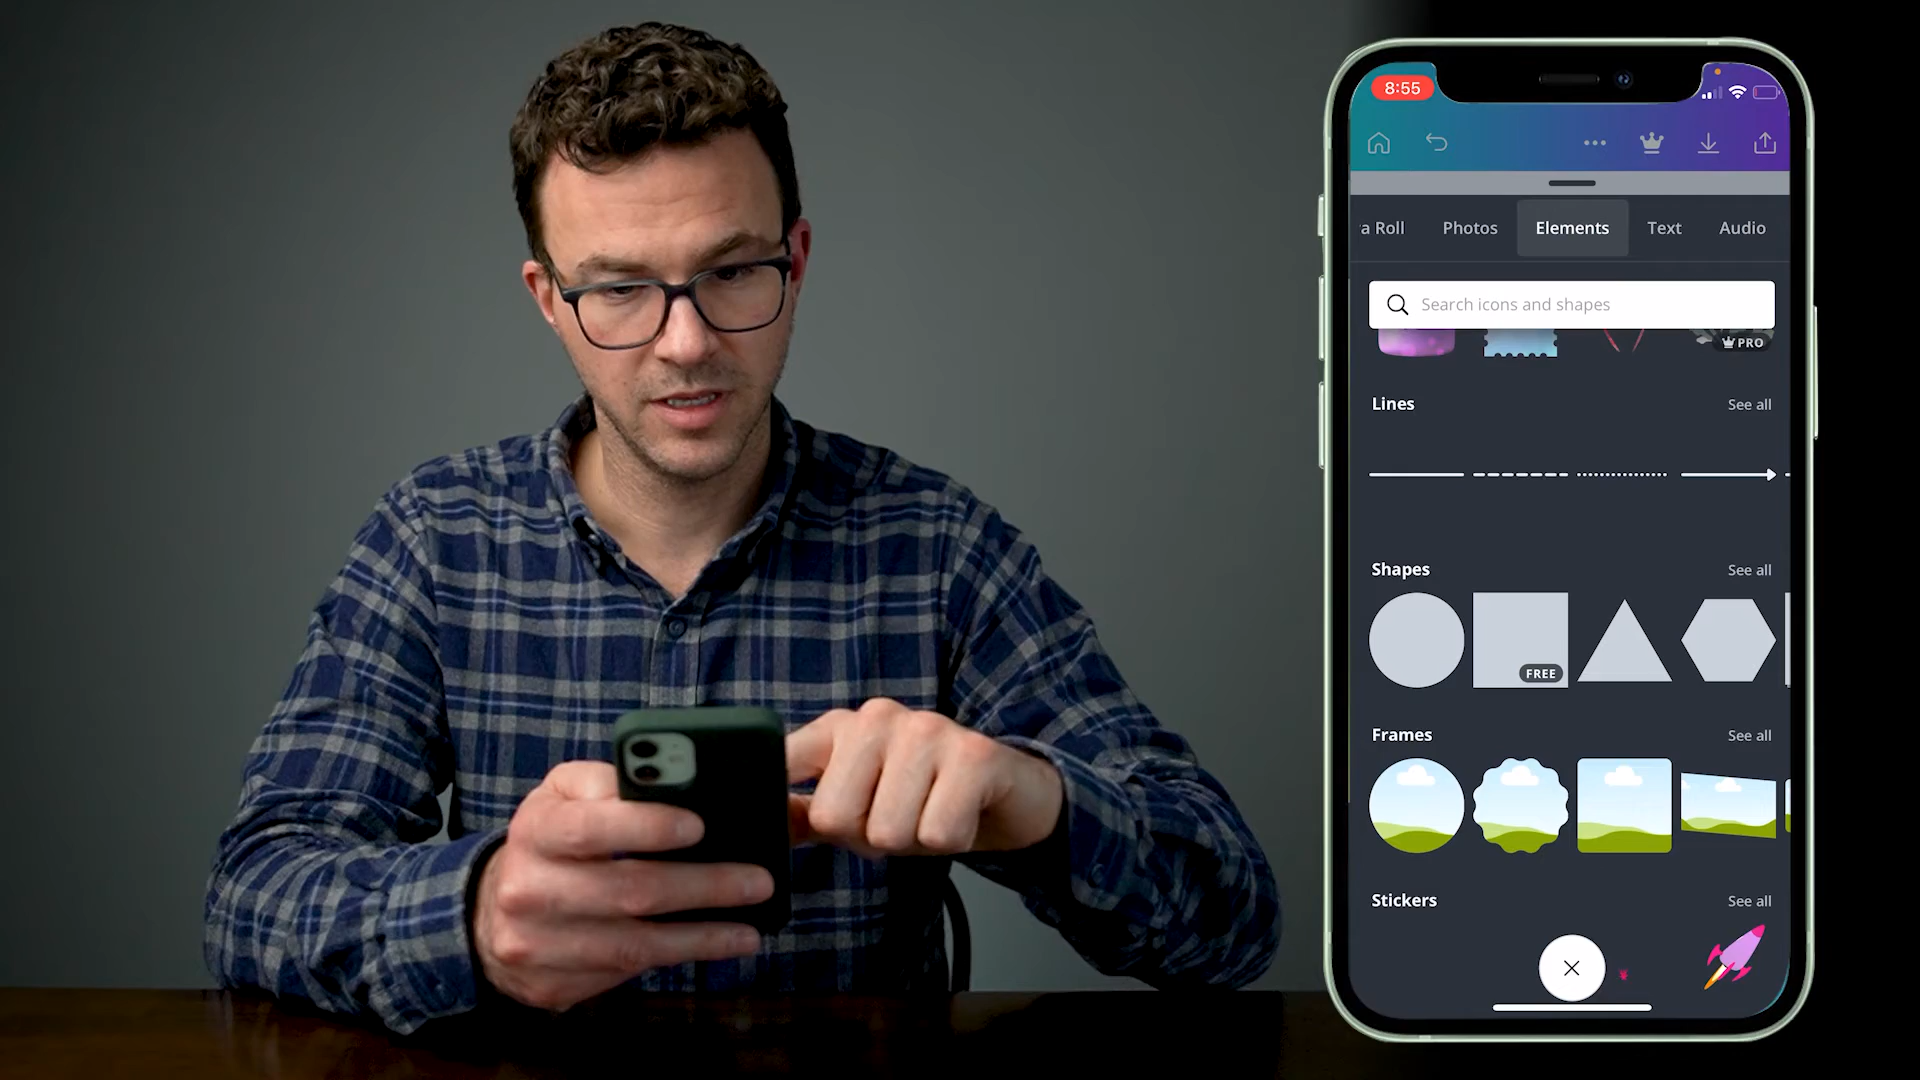 8:55
a Roll Photos Elements Text Audio
Search icons and shapes
PRO
Lines See all
Shapes See all
FREE
Frames See all
Stickers See all